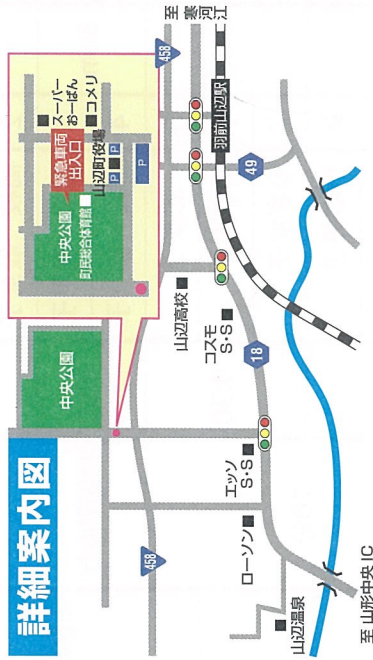 詳細案内図
中央公園
458
至 寒河江
458
スーパー
おーばん
コメリ
緊急車両
出入口
山辺町役場
P
P
P
中央公園
町民総合体育館
羽前山辺駅
49
山辺高校
コスモ
S・S
18
エッソ
S・S
ローソン
山辺温泉
至 山形中央 IC